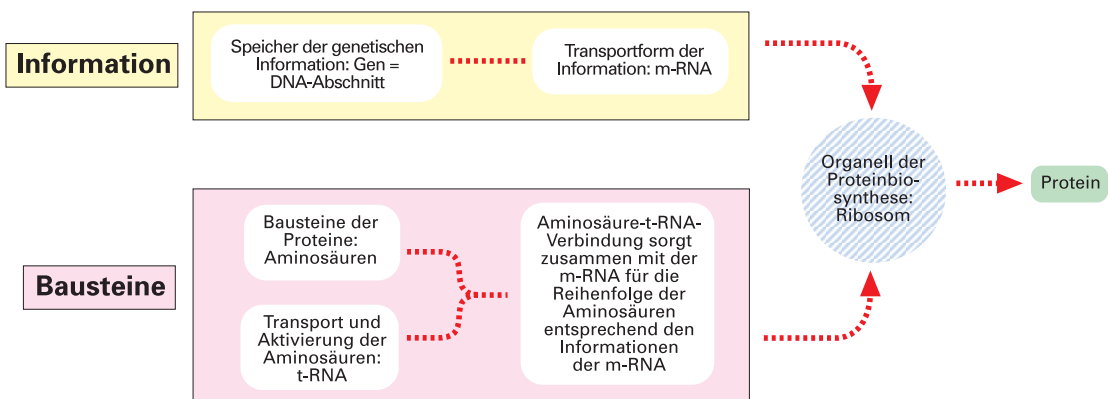 Information
Speicher der genetischen
Information: Gen =
DNA-Abschnitt
Transportform der
Information: m-RNA
Organell der
Proteinbio-
synthese:
Ribosom
Protein
Bausteine
Bausteine der
Proteine:
Aminosäuren
Transport und
Aktivierung der
Aminosäuren:
t-RNA
Aminosäure-t-RNA-
Verbindung sorgt
zusammen mit der
m-RNA für die
Reihenfolge der
Aminosäuren
entsprechend den
Informationen
der m-RNA